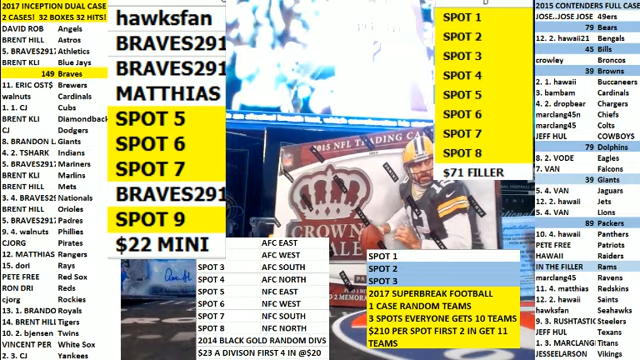 2017 INCEPTION DUAL CASE
2 CASES! 32 BOXES 32 HITS!
DAVID ROB Angels
BRENT HILL Astros
5. BRAVES2917 Athletics
BRENT KLI Blue Jays
149 Braves
11. ERIC OST$ Brewers
walnuts Cardinals
1. 1. CJ Cubs
BRENT KLI Diamondback
CJ Dodgers
8. BRANDON L. Giants
4. 2. TSHARK Indians
5. BRAVES2917 Mariners
BRENT KLI Marlins
BRENT HILL Mets
3. 4. BRAVES Nationals
BRENT HILL Orioles
5. BRAVES2917 Padres
9. 4. walnuts Phillies
CJORG Pirates
12. MATTHIAS Rangers
15. dorl Rays
PETE FREE Red Sox
RON DRI Reds
cjorg Rockies
13. 1. BRANDO Royals
14. BRENT HILL Tigers
10. 2. bjensen Twins
VINCENT PER White Sox
2. 3. CJ Yankees
hawksfan
BRAVES291
BRAVES291
MATTHIAS
SPOT 5
SPOT 6
SPOT 7
BRAVES291
SPOT 9
$22 MINI
AFC EAST
AFC WEST
SPOT 3 AFC SOUTH
SPOT 4 AFC NORTH
SPOT 5 NFC EAST
SPOT 6 NFC WEST
SPOT 7 NFC SOUTH
SPOT 8 NFC NORTH
2014 BLACK GOLD RANDOM DIVS
$23 A DIVISON FIRST 4 IN @$20
2015 NFL TRADING CARDS
CROWN
SPOT 1
SPOT 2
SPOT 3
2017 SUPERBREAK FOOTBALL
1 CASE RANDOM TEAMS
3 SPOTS EVERYONE GETS 10 TEAMS
$210 PER SPOT FIRST 2 IN GET 11
TEAMS
SPOT 1
SPOT 2
SPOT 3
SPOT 4
SPOT 5
SPOT 6
SPOT 7
SPOT 8
$71 FILLER
2015 CONTENDERS FULL CASE
JOSE..JOSE JOSE 49ers
79 Bears
12. 2. hawaii21 Bengals
45 Bills
crowley Broncos
39 Browns
2. 1. hawaii Buccaneers
3. bambam Cardinals
4. 2. dropbear Chargers
marclang45n Chiefs
marclang45 Colts
JEFF HUL COWBOYS
79 Dolphins
8. 2. VODE Eagles
7. VAN Falcons
39 Giants
5. 4. VAN Jaguars
12. 2. hawaii Jets
5. 4. VAN Lions
89 Packers
10. 4. hawaii Panthers
PETE FREE Patriots
HAWAII Raiders
IN THE FILLER Rams
marclang45 Ravens
11. 4. matthias Redskins
12. 2. hawaii Saints
hawksfan Seahawks
9. 3. RUSHTASTIC Steelers
JEFF HUL Texans
1. 3. MARCLANG Titans
JESSEELARSON Vikings